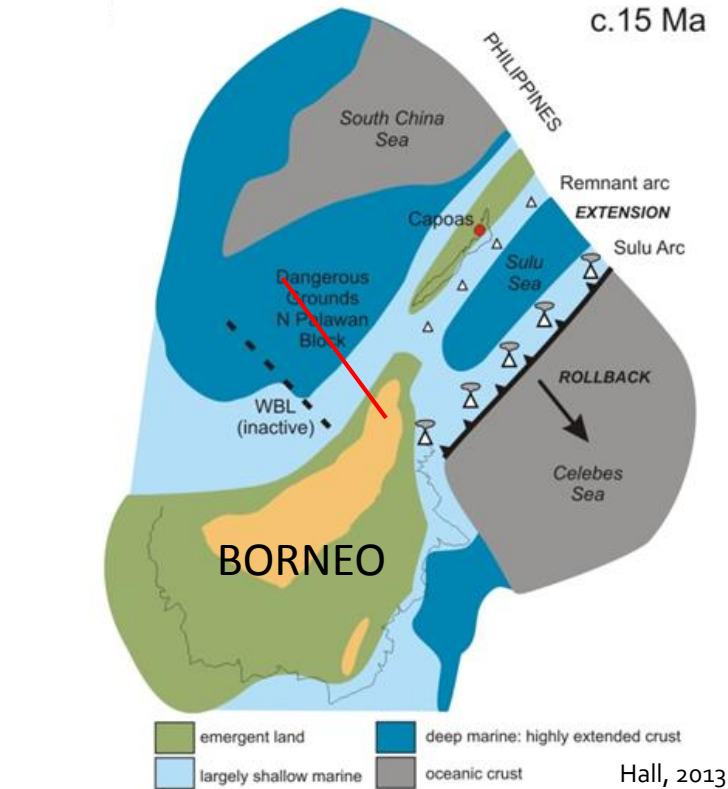 c.15 Ma
PHILIPPINES
South China
Sea
Remnant arc
EXTENSION
Capoas
Sulu Arc
Sulu
Sea
Dangerous
Grounds
N Palawan
Block
ROLLBACK
WBL
(inactive)
Celebes
Sea
BORNEO
emergent land
deep marine: highly extended crust
largely shallow marine
oceanic crust
Hall, 2013